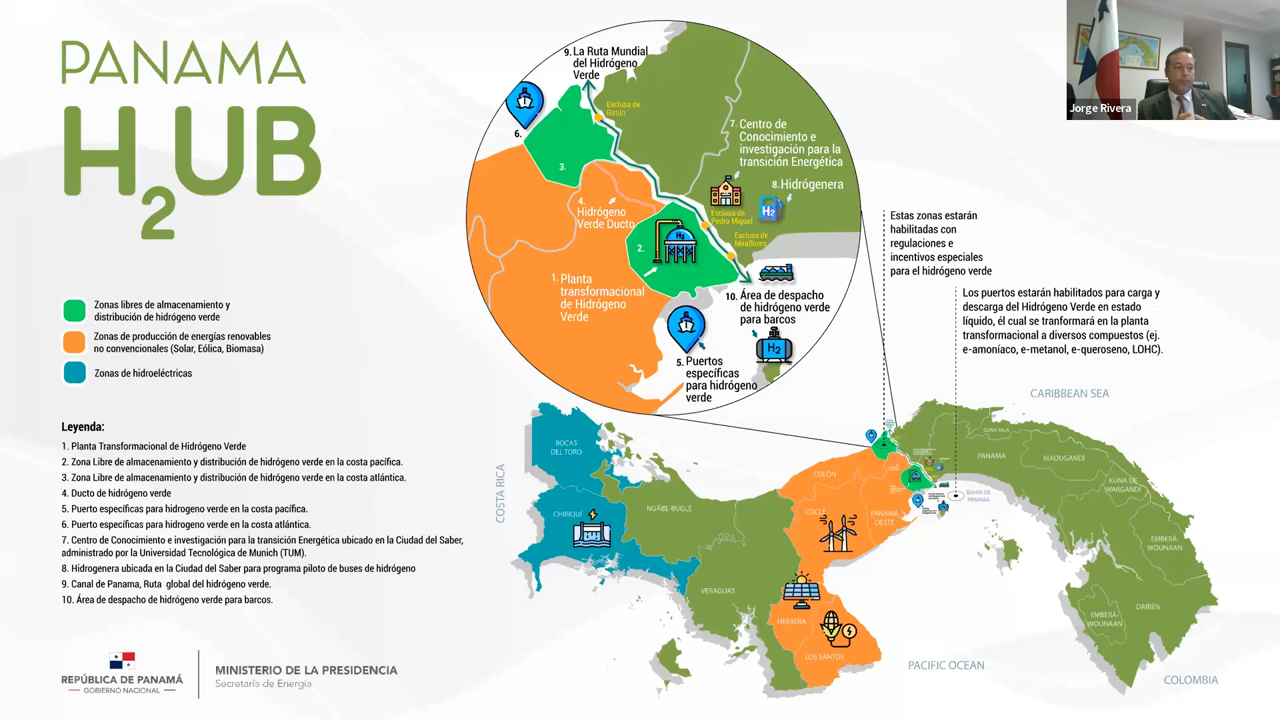 PANAMA
H2UB
Jorge Rivera
9. La Ruta Mundial
del Hidrógeno
Verde
Exclusa de
Gatún
6.
3.
7. Centro de
Conocimiento e
investigación para la
transición Energética
8. Hidrógenera
H2
4.
Hidrógeno
Verde Ducto
Exclusa de
Pedro Miguel
Exclusa de
Miraflores
H2
2.
1. Planta
transformacional
de Hidrógeno
Verde
10. Área de despacho
de hidrógeno verde
para barcos
H2
5. Puertos
específicas
para hidrógeno
verde
Estas zonas estarán
habilitadas con
regulaciones e
incentivos especiales
para el hidrógeno verde
Los puertos estarán habilitados para carga y
descarga del Hidrógeno Verde en estado
líquido, él cual se tranformará en la planta
transformacional a diversos compuestos (ej.
e-amoníaco, e-metanol, e-queroseno, LOHC).
Zonas libres de almacenamiento y
distribución de hidrógeno verde
Zonas de producción de energías renovables
no convencionales (Solar, Eólica, Biomasa)
Zonas de hidroeléctricas
Leyenda:
1. Planta Transformacional de Hidrógeno Verde
2. Zona Libre de almacenamiento y distribución de hidrógeno verde en la costa pacífica.
3. Zona Libre de almacenamiento y distribución de hidrógeno verde en la costa atlántica.
4. Ducto de hidrógeno verde
5. Puerto específicas para hidrogeno verde en la costa pacífica.
6. Puerto específicas para hidrogeno verde en la costa atlántica.
7. Centro de Conocimiento e investigación para la transición Energética ubicado en la Ciudad del Saber,
administrado por la Universidad Tecnológica de Munich (TUM).
8. Hidrogenera ubicada en la Ciudad del Saber para programa piloto de buses de hidrógeno
9. Canal de Panama, Ruta global del hidrógeno verde.
10. Área de despacho de hidrógeno verde para barcos.
CARIBBEAN SEA
COSTA RICA
BOCAS
DEL TORO
CHIRIQUÍ
NGÄBE-BUGLÉ
VERAGUAS
COLÓN
COCLÉ
PANAMÁ
OESTE
HERRERA
LOS SANTOS
BAHÍA DE
PANAMÁ
PANAMÁ
GUNA YALA
MADUGANDÍ
KUNA DE
WARGANDÍ
EMBERÁ-
WOUNAAN
EMBERÁ-
WOUNAAN
DARIÉN
PACIFIC OCEAN
COLOMBIA
REPÚBLICA DE PANAMÁ
GOBIERNO NACIONAL
MINISTERIO DE LA PRESIDENCIA
Secretaría de Energía